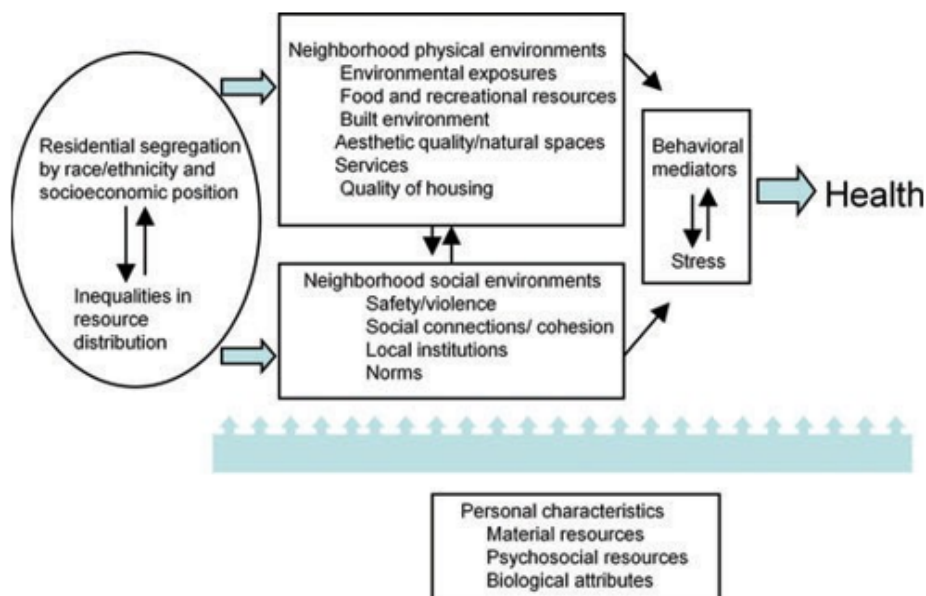 Residential segregation
by race/ethnicity and
socioeconomic position
Inequalities in
resource
distribution
Neighborhood physical environments
Environmental exposures
Food and recreational resources
Built environment
Aesthetic quality/natural spaces
Services
Quality of housing
Neighborhood social environments
Safety/violence
Social connections/ cohesion
Local institutions
Norms
Behavioral
mediators
Stress
Health
Personal characteristics
Material resources
Psychosocial resources
Biological attributes